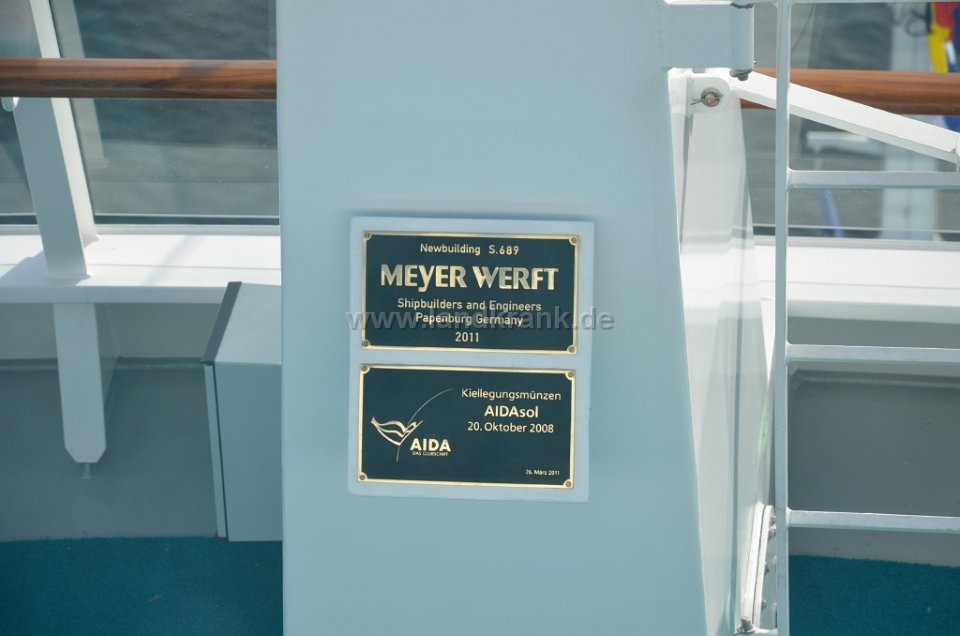 Newbuilding S.689
MEYER WERFT
Shipbuilders and Engineers
Papenburg Germany
www.landkrank.de
2011
Kiellegungsmünzen
AIDAsol
20. Oktober 2008
AIDA
DAS CLUBSCHIFF
26. März 2011